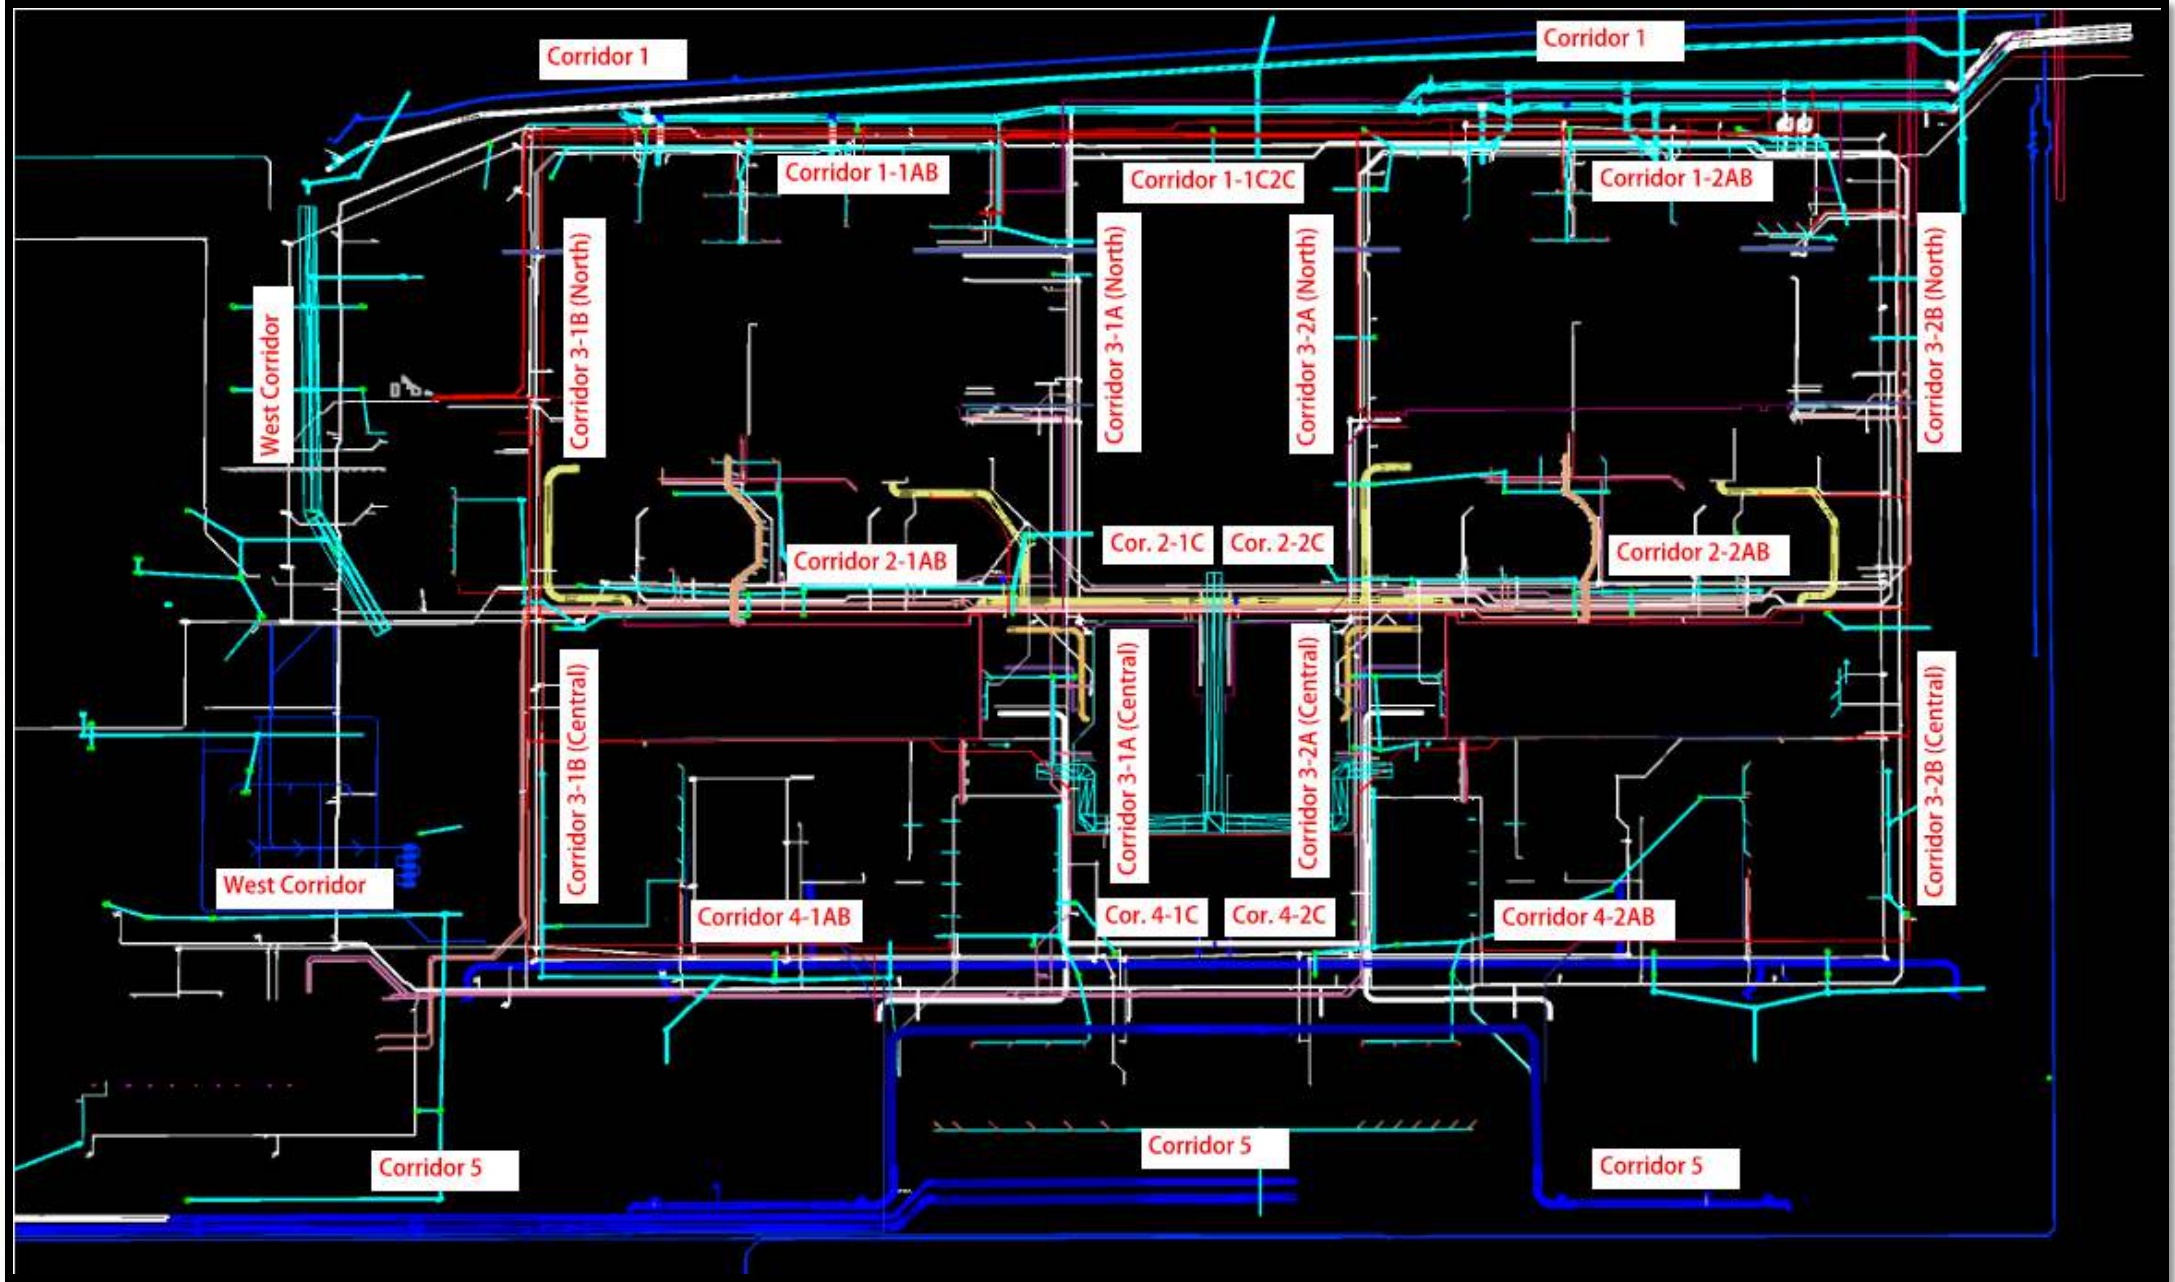 Corridor 1
Corridor 1
Corridor 1-1AB
Corridor 1-1C2C
Corridor 1-2AB
West Corridor
Corridor 3-1B (North)
Corridor 3-1A (North)
Corridor 3-2A (North)
Corridor 3-2B (North)
Corridor 2-1AB
Cor. 2-1C
Cor. 2-2C
Corridor 2-2AB
Corridor 3-1B (Central)
Corridor 3-1A (Central)
Corridor 3-2A (Central)
Corridor 3-2B (Central)
West Corridor
Corridor 4-1AB
Cor. 4-1C
Cor. 4-2C
Corridor 4-2AB
Corridor 5
Corridor 5
Corridor 5